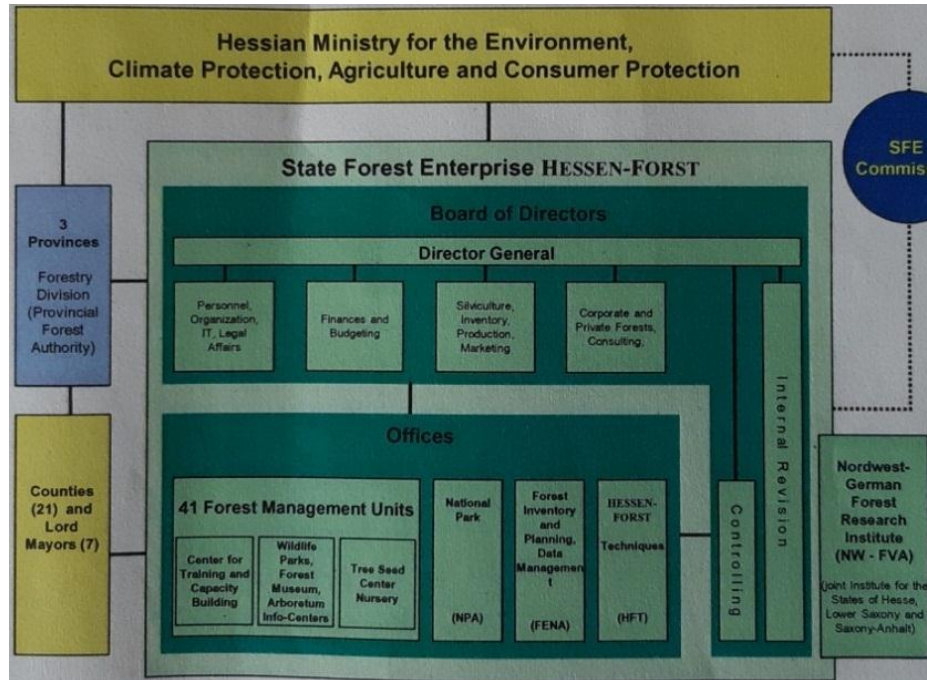 Hessian Ministry for the Environment,
Climate Protection, Agriculture and Consumer Protection
SFE
State Forest Enterprise HESSEN-FORST
Board of Directors
Director General
3
Provinces
Forestry
Division
(Provincial
Forest
Authority)
Personnel,
Organization,
IT, Legal
Affairs
Finances and
Budgeting
Silviculture,
Inventory,
Production,
Marketing
Corporate and
Private Forests,
Consulting,
Internal Revision
Controlling
Offices
Counties
(21) and
Lord
Mayors (7)
41 Forest Management Units
Center for
Training and
Capacity
Building
Wildlife
Parks,
Forest
Museum,
Arboretum
Info-Centers
Tree Seed
Center
Nursery
National
Park
(NPA)
Forest
Inventory
and
Planning,
Data
Managemen
t
(FENA)
HESSEN-
FORST
Techniques
(HFT)
Nordwest-
German
Forest
Research
Institute
(NW - FVA)
(joint Institute for the
States of Hesse,
Lower Saxony and
Saxony-Anhalt)